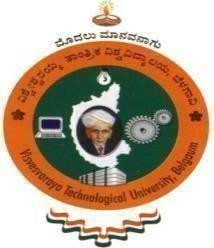 ಮೊದಲು ಮಾನವನಾಗು
ವಿಶ್ವೇಶ್ವರಯ್ಯ ತಾಂತ್ರಿಕ ವಿಶ್ವವಿದ್ಯಾಲಯ, ಬೆಳಗಾವಿ
Visvesvaraya Technological University, Belgaum